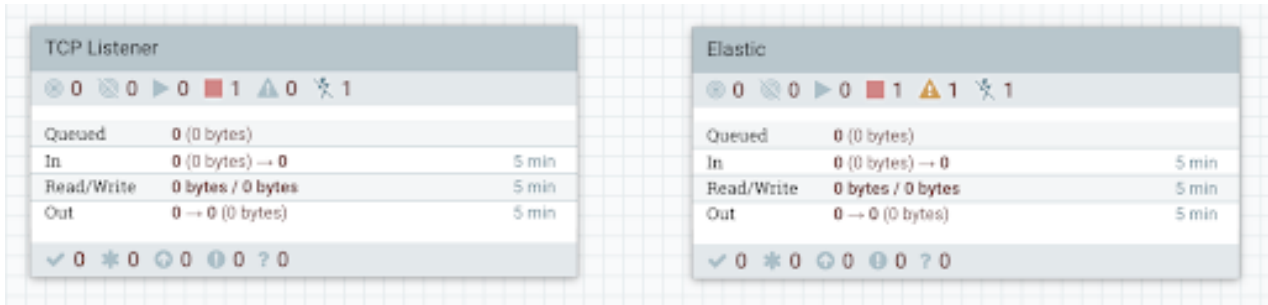 TCP Listener
0 0 0 1 0 1
Queued 0 (0 bytes)
In 0 (0 bytes) → 0 5 min
Read/Write 0 bytes / 0 bytes 5 min
Out 0 → 0 (0 bytes) 5 min
0 0 0 0 ? 0
Elastic
0 0 0 1 1 1
Queued 0 (0 bytes)
In 0 (0 bytes) → 0 5 min
Read/Write 0 bytes / 0 bytes 5 min
Out 0 → 0 (0 bytes) 5 min
0 0 0 0 ? 0